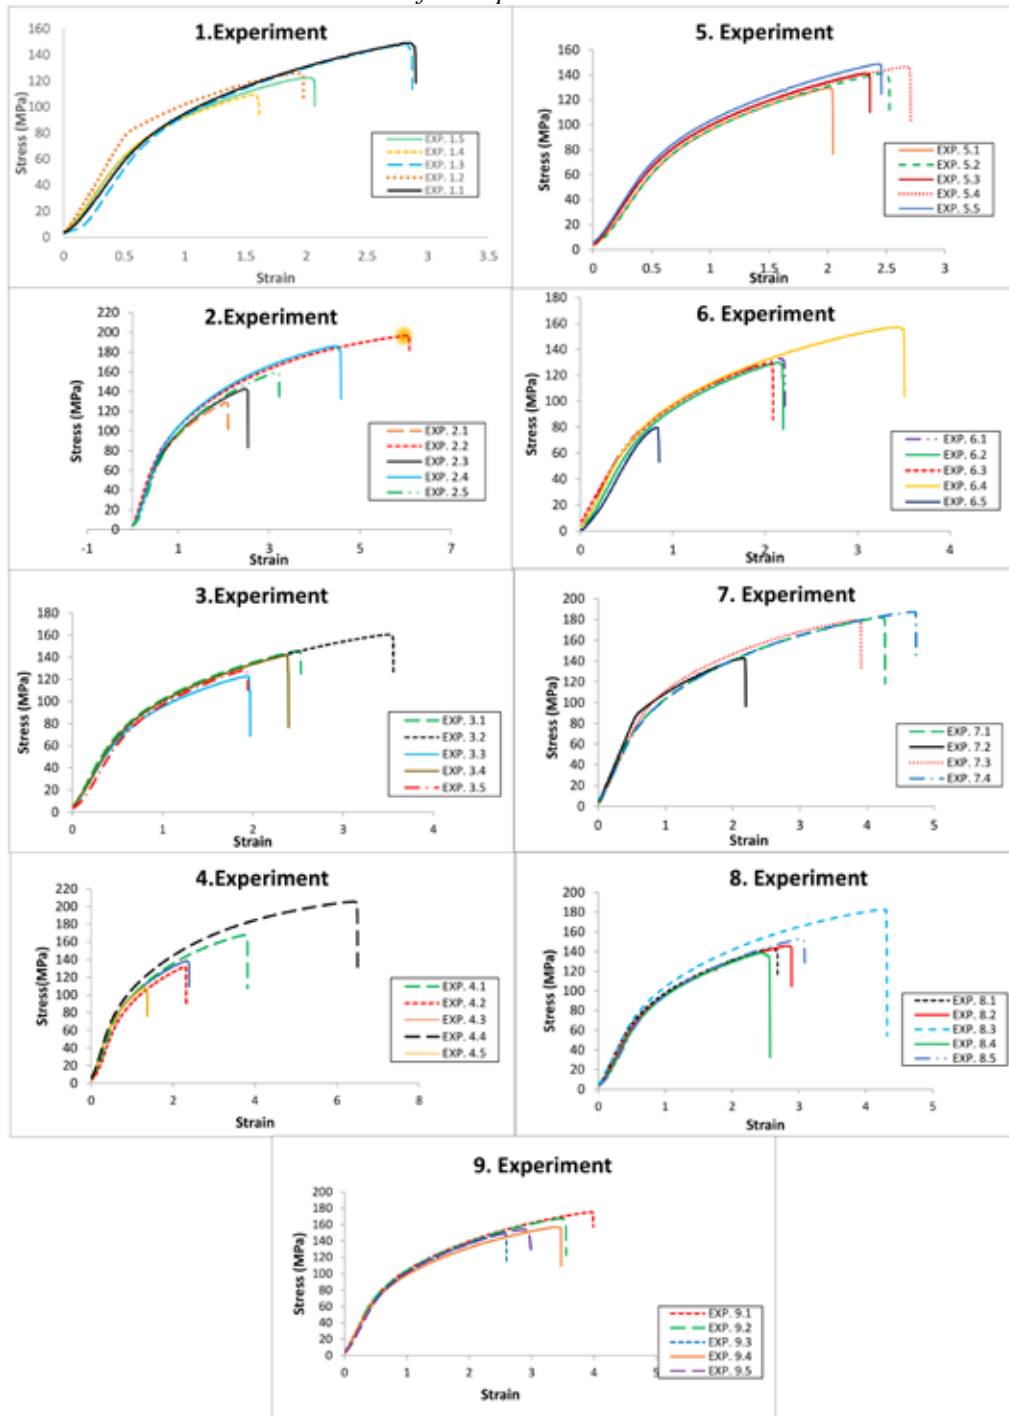 1.Experiment
Stress (MPa)
160
140
120
100
80
60
40
20
0
0 0.5 1 1.5 2 2.5 3 3.5
Strain
EXP. 1.5
EXP. 1.4
EXP. 1.3
EXP. 1.2
EXP. 1.1
5. Experiment
Stress (MPa)
160
140
120
100
80
60
40
20
0
0 0.5 1 1.5 2 2.5 3
Strain
EXP. 5.1
EXP. 5.2
EXP. 5.3
EXP. 5.4
EXP. 5.5
2.Experiment
Stress (MPa)
220
200
180
160
140
120
100
80
60
40
20
0
-1 1 3 5 7
Strain
EXP. 2.1
EXP. 2.2
EXP. 2.3
EXP. 2.4
EXP. 2.5
6. Experiment
Stress (MPa)
180
160
140
120
100
80
60
40
20
0
0 1 2 3 4
Strain
EXP. 6.1
EXP. 6.2
EXP. 6.3
EXP. 6.4
EXP. 6.5
3.Experiment
Stress (MPa)
180
160
140
120
100
80
60
40
20
0
0 1 2 3 4
Strain
EXP. 3.1
EXP. 3.2
EXP. 3.3
EXP. 3.4
EXP. 3.5
7. Experiment
Stress (MPa)
200
180
160
140
120
100
80
60
40
20
0
0 1 2 3 4 5
Strain
EXP. 7.1
EXP. 7.2
EXP. 7.3
EXP. 7.4
4.Experiment
Stress(MPa)
220
200
180
160
140
120
100
80
60
40
20
0
0 2 4 6 8
Strain
EXP. 4.1
EXP. 4.2
EXP. 4.3
EXP. 4.4
EXP. 4.5
8. Experiment
Stress (MPa)
200
180
160
140
120
100
80
60
40
20
0
0 1 2 3 4 5
Strain
EXP. 8.1
EXP. 8.2
EXP. 8.3
EXP. 8.4
EXP. 8.5
9. Experiment
Stress (MPa)
200
180
160
140
120
100
80
60
40
20
0
0 1 2 3 4 5
Strain
EXP. 9.1
EXP. 9.2
EXP. 9.3
EXP. 9.4
EXP. 9.5